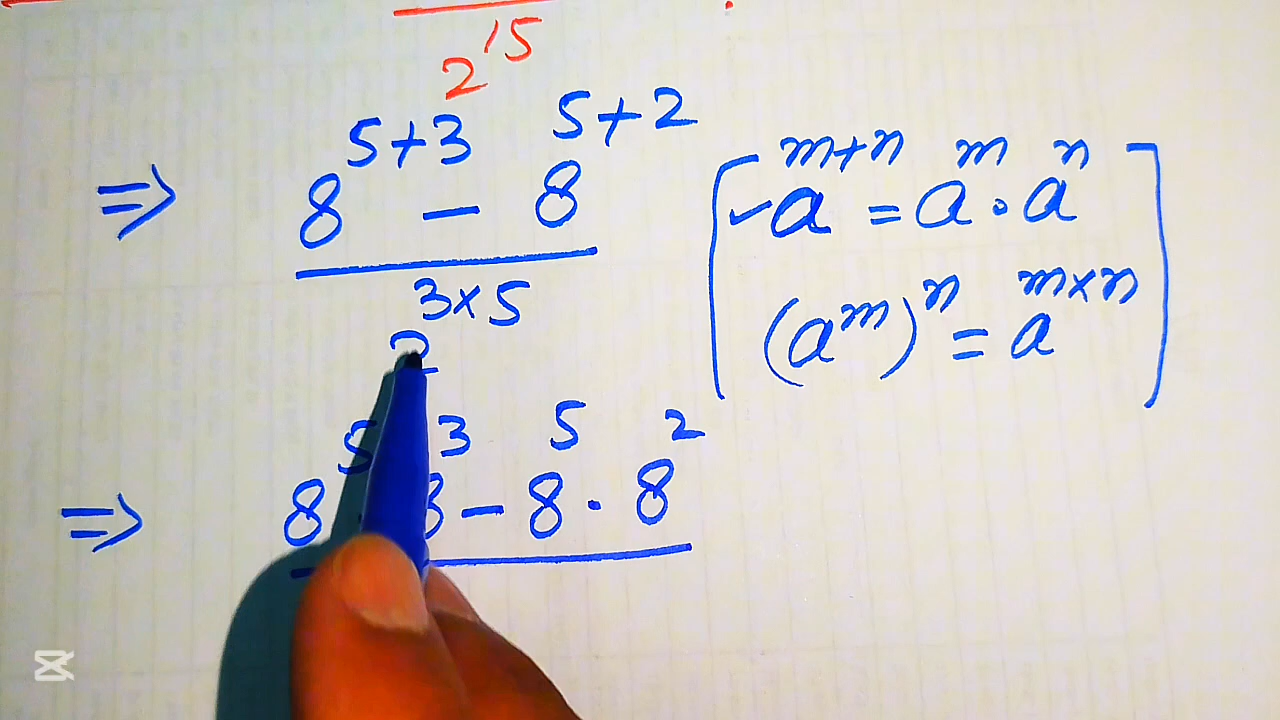 2^15
⇒ 8^(5+3) - 8^(5+2) [✓ a^(m+n) = a^m · a^n
2^(3×5) (a^m)^n = a^(m×n)]
⇒ 8^5 8^3 - 8^5 · 8^2